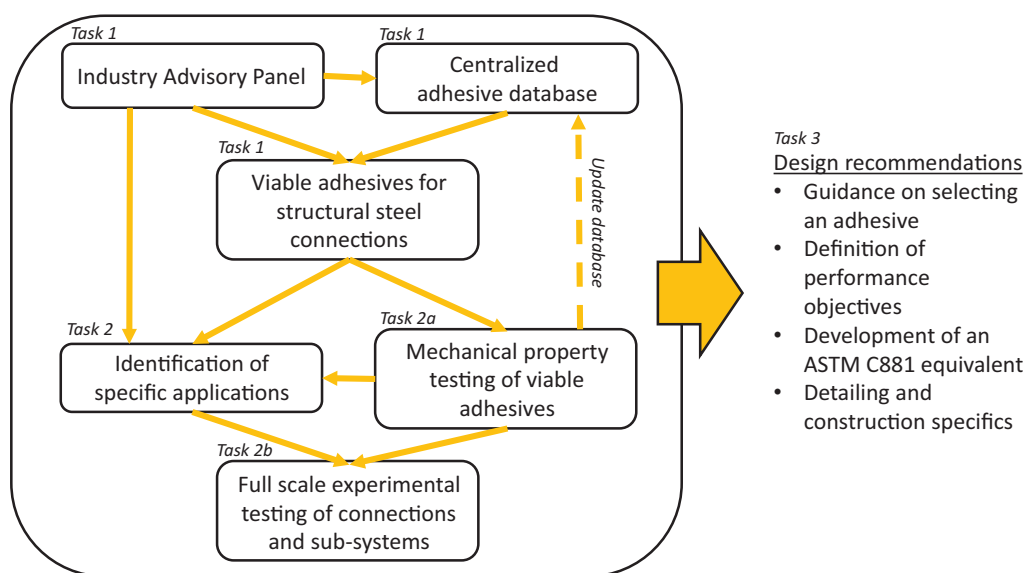 Task 1
Industry Advisory Panel
Task 1
Centralized
adhesive database
Task 1
Viable adhesives for
structural steel
connections
Update database
Task 2
Identification of
specific applications
Task 2a
Mechanical property
testing of viable
adhesives
Task 2b
Full scale experimental
testing of connections
and sub-systems
Task 3
Design recommendations
• Guidance on selecting
an adhesive
• Definition of
performance
objectives
• Development of an
ASTM C881 equivalent
• Detailing and
construction specifics